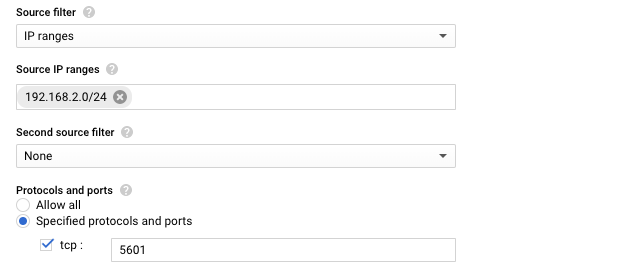 Source filter
IP ranges
Source IP ranges
192.168.2.0/24
Second source filter
None
Protocols and ports
Allow all
Specified protocols and ports
tcp : 5601